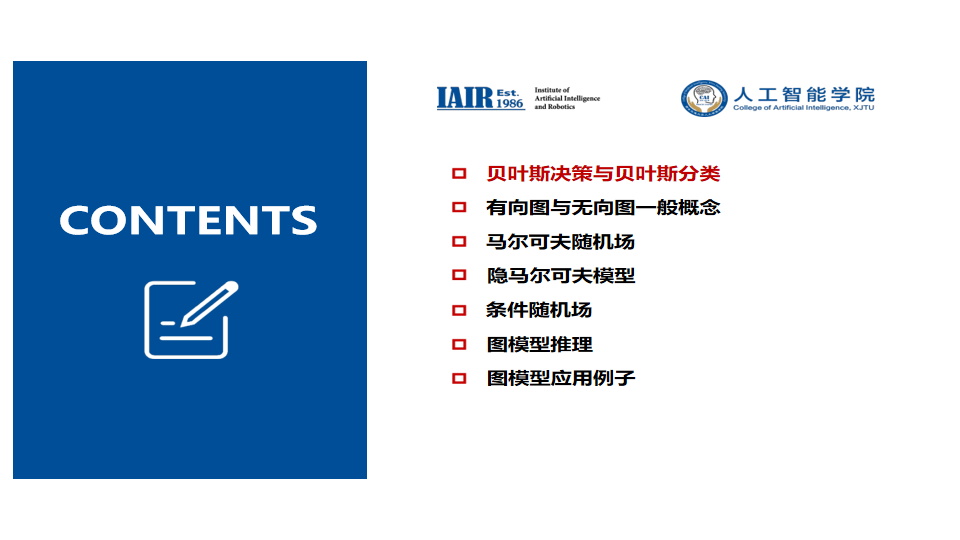 CONTENTS
IAIR Est. 1986
Institute of
Artificial Intelligence
and Robotics
CAI
人工智能学院
College of Artificial Intelligence, XJTU
贝叶斯决策与贝叶斯分类
有向图与无向图一般概念
马尔可夫随机场
隐马尔可夫模型
条件随机场
图模型推理
图模型应用例子